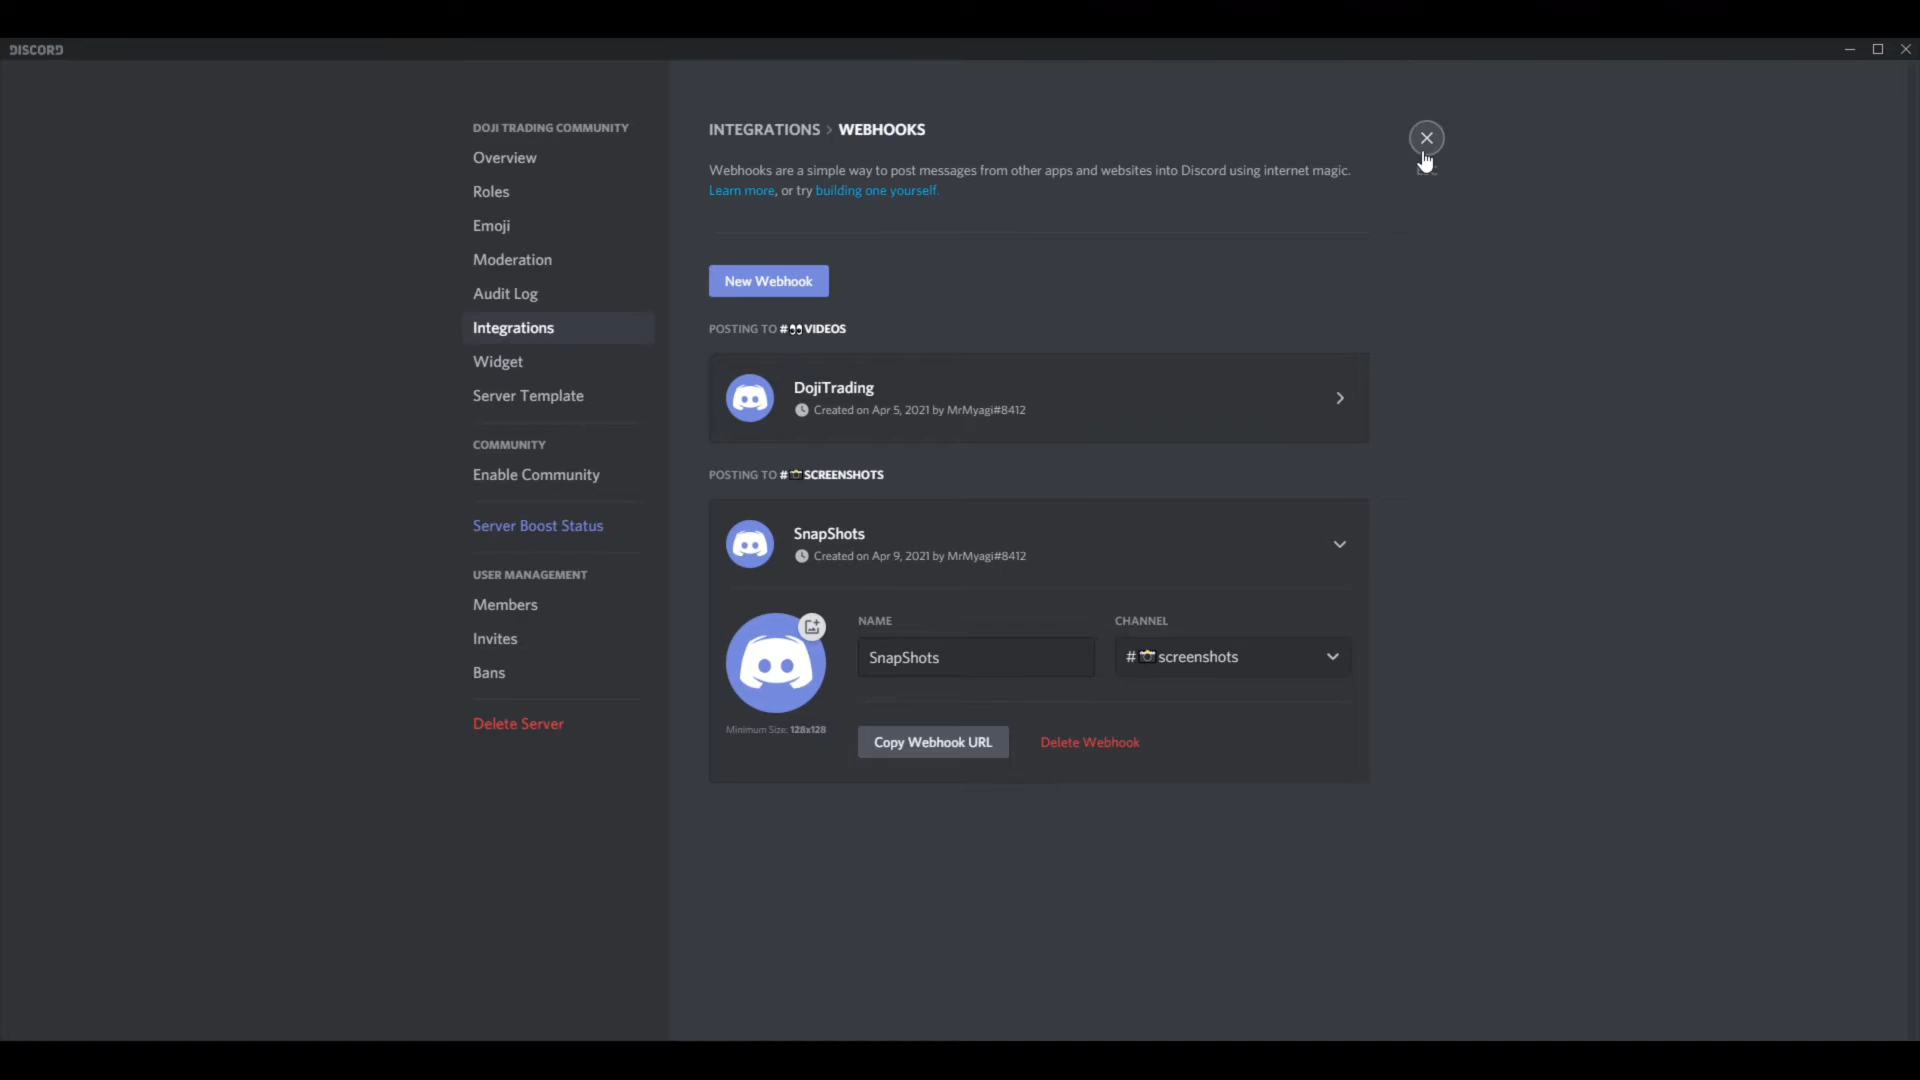 DISCORD
DOJI TRADING COMMUNITY
Overview
Roles
Emoji
Moderation
Audit Log
Integrations
Widget
Server Template
COMMUNITY
Enable Community
Server Boost Status
USER MANAGEMENT
Members
Invites
Bans
Delete Server
INTEGRATIONS > WEBHOOKS
Webhooks are a simple way to post messages from other apps and websites into Discord using internet magic.
Learn more, or try building one yourself.
New Webhook
POSTING TO #👀VIDEOS
DojiTrading
Created on Apr 5, 2021 by MrMyagi#8412
POSTING TO #📸SCREENSHOTS
SnapShots
Created on Apr 9, 2021 by MrMyagi#8412
NAME
CHANNEL
SnapShots
#📸screenshots
Minimum Size: 128x128
Copy Webhook URL
Delete Webhook